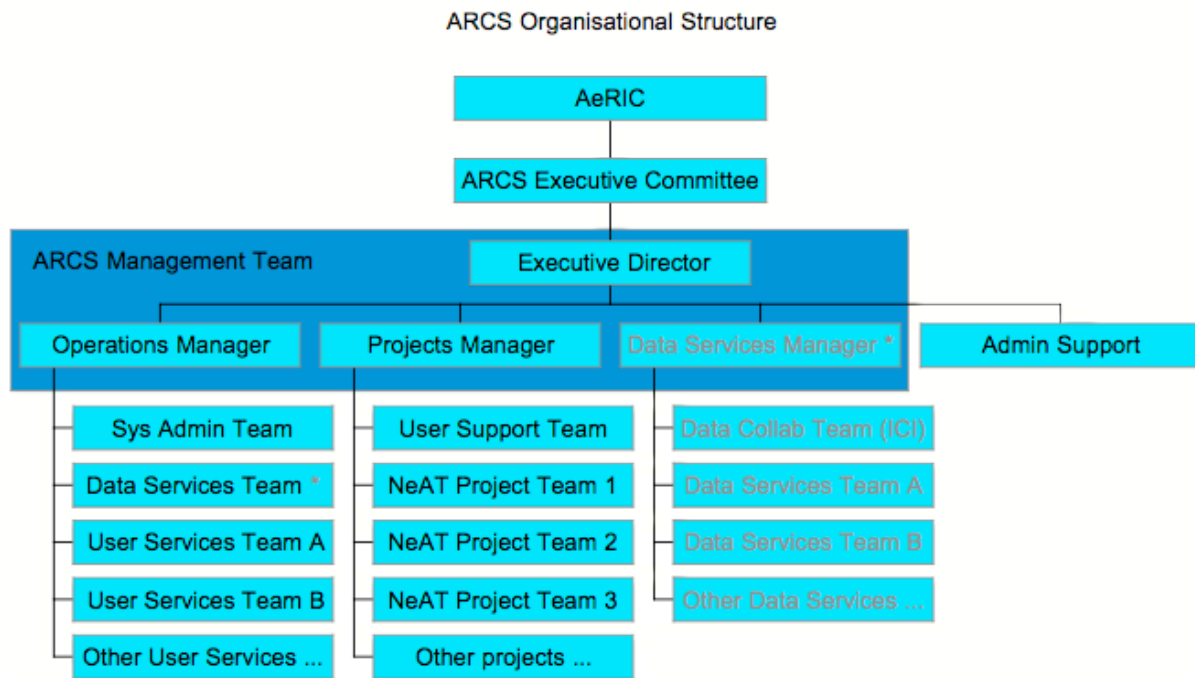 ARCS Organisational Structure
AeRIC
ARCS Executive Committee
ARCS Management Team
Executive Director
Operations Manager
Projects Manager
Data Services Manager *
Admin Support
Sys Admin Team
User Support Team
Data Collab Team (ICI)
Data Services Team *
NeAT Project Team 1
Data Services Team A
User Services Team A
NeAT Project Team 2
Data Services Team B
User Services Team B
NeAT Project Team 3
Other Data Services ...
Other User Services ...
Other projects ...